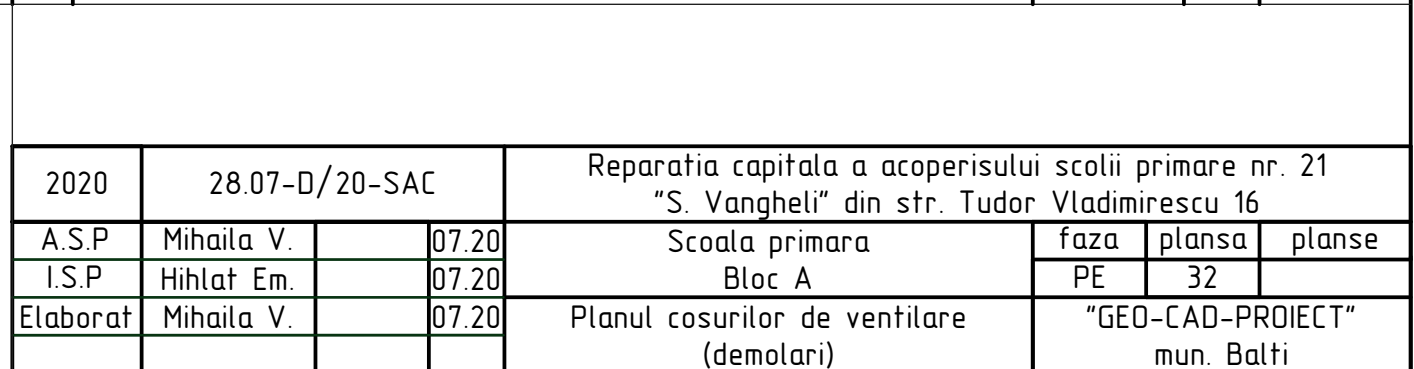 2020 28.07-D/20-SAC Reparatia capitala a acoperisului scolii primare nr. 21
"S. Vangheli" din str. Tudor Vladimirescu 16
A.S.P Mihaila V. 07.20 Scoala primara faza plansa planse
I.S.P Hihlat Em. 07.20 Bloc A PE 32
Elaborat Mihaila V. 07.20 Planul cosurilor de ventilare "GEO-CAD-PROIECT"
(demolari) mun. Balti